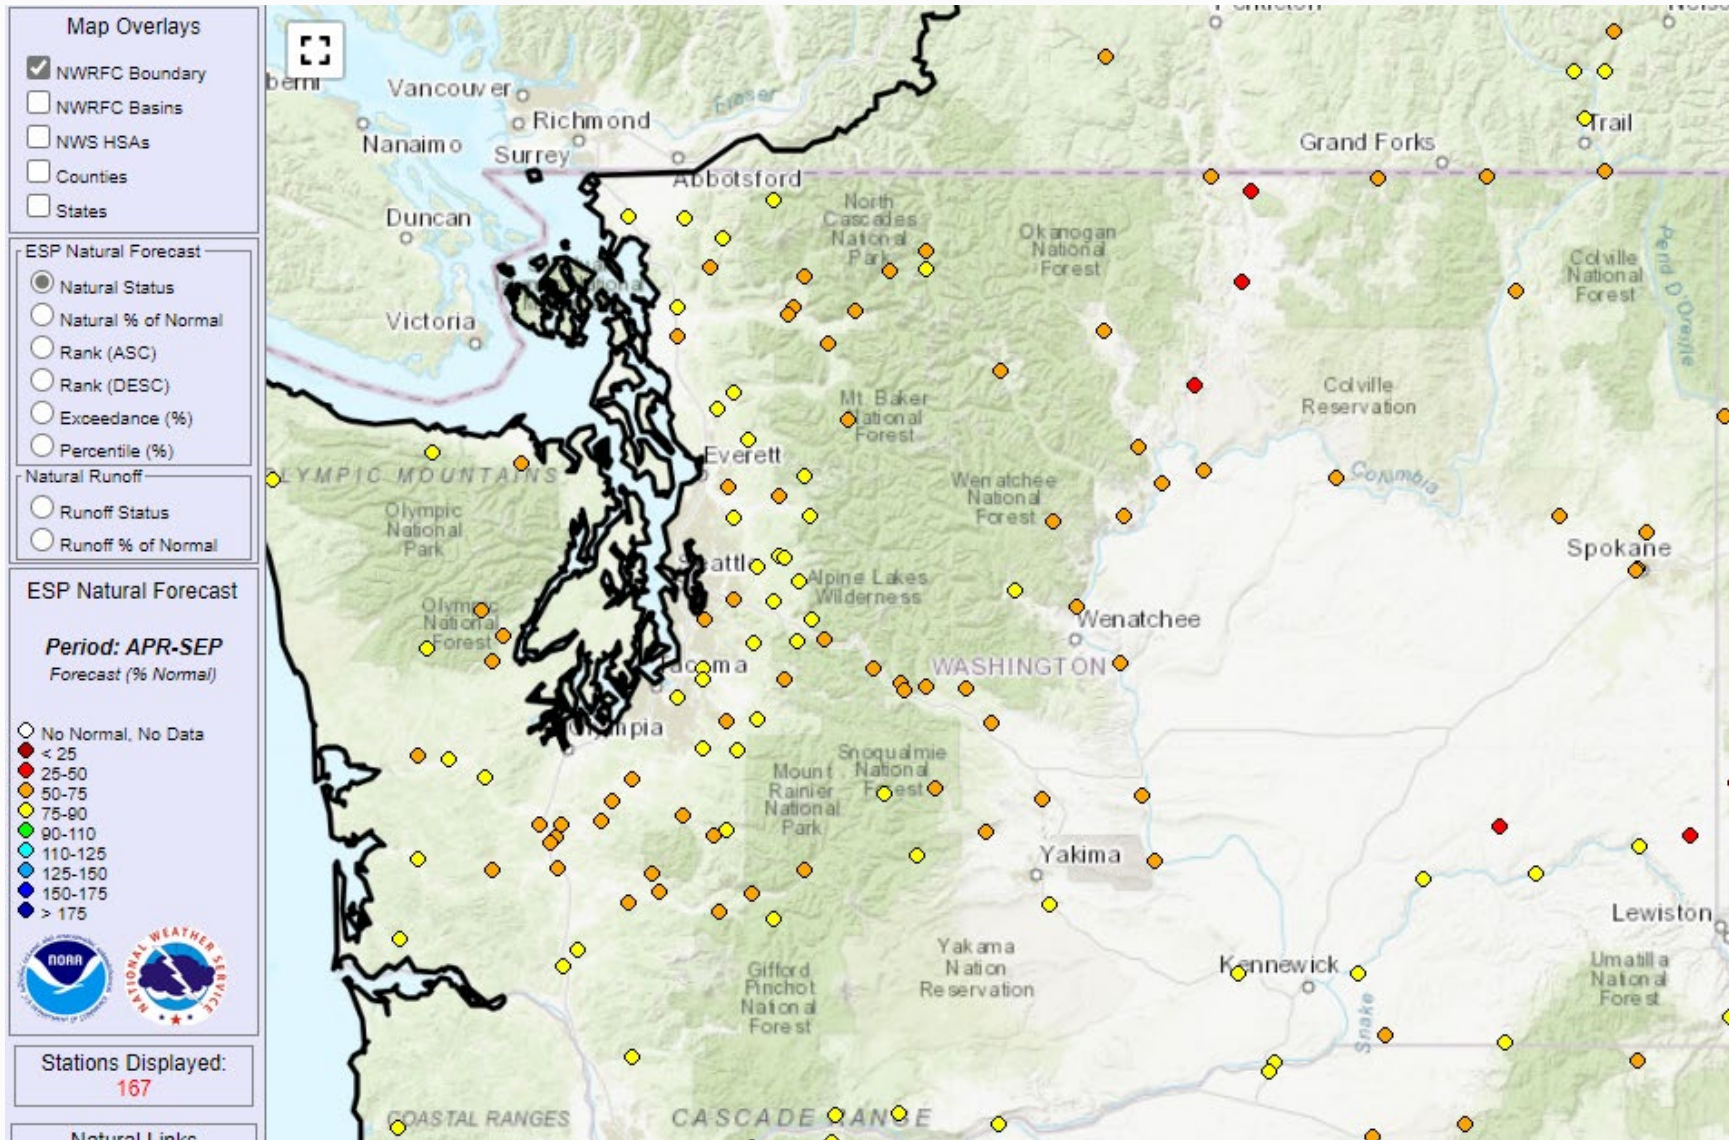 Map Overlays
NWRFC Boundary
NWRFC Basins
NWS HSAs
Counties
States
ESP Natural Forecast
Natural Status
Natural % of Normal
Rank (ASC)
Rank (DESC)
Exceedance (%)
Percentile (%)
Natural Runoff
Runoff Status
Runoff % of Normal
ESP Natural Forecast
Period: APR-SEP
Forecast (% Normal)
No Normal, No Data
< 25
25-50
50-75
75-90
90-110
110-125
125-150
150-175
> 175
NOAA
NATIONAL WEATHER SERVICE
Stations Displayed:
167
Natural Links
Vancouver
Richmond
Fraser
Nanaimo
Surrey
Abbotsford
Duncan
Victoria
Grand Forks
Trail
North
Cascades
National
Park
Okanogan
National
Forest
Colville
National
Forest
Pend D'Oreille
Mt. Baker
National
Forest
Colville
Reservation
Everett
OLYMPIC MOUNTAINS
Olympic
National
Park
Wenatchee
National
Forest
Columbia
Spokane
Seattle
Alpine Lakes
Wilderness
Olympic
National
Forest
Wenatchee
Tacoma
WASHINGTON
Olympia
Snoqualmie
National
Forest
Mount
Rainier
National
Park
Yakima
Lewiston
Yakama
Nation
Reservation
Kennewick
Umatilla
National
Forest
Gifford
Pinchot
National
Forest
Snake
COASTAL RANGES
CASCADE RANGE